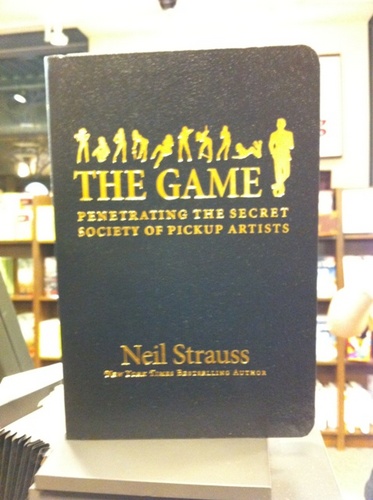 THE GAME
PENETRATING THE SECRET
SOCIETY OF PICKUP ARTISTS
Neil Strauss
NEW YORK TIMES BESTSELLING AUTHOR